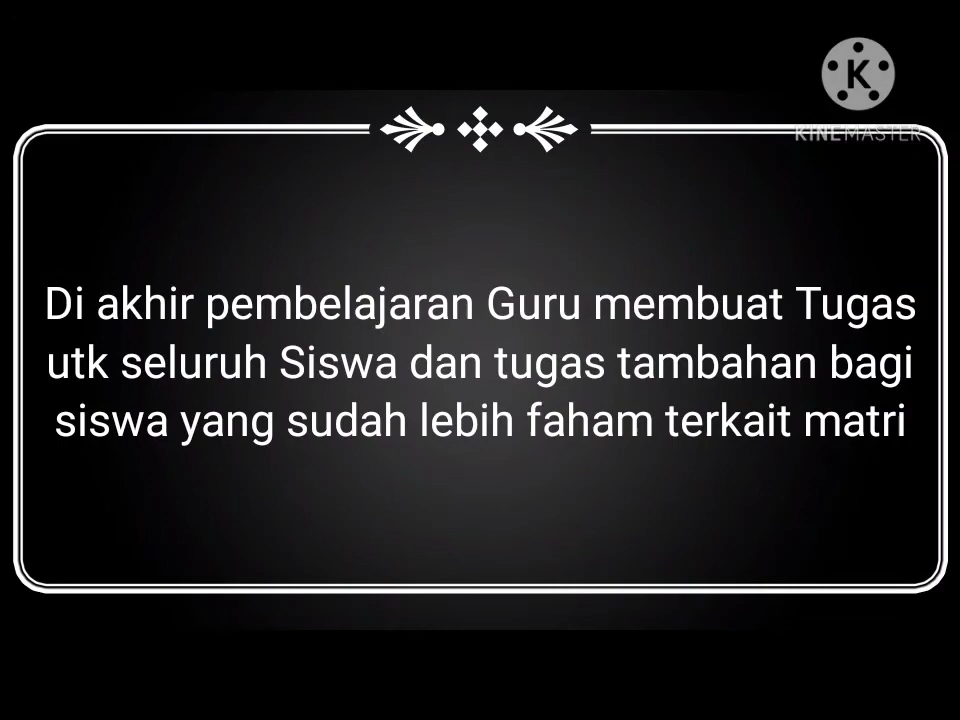 KINEMASTER
Di akhir pembelajaran Guru membuat Tugas
utk seluruh Siswa dan tugas tambahan bagi
siswa yang sudah lebih faham terkait matri